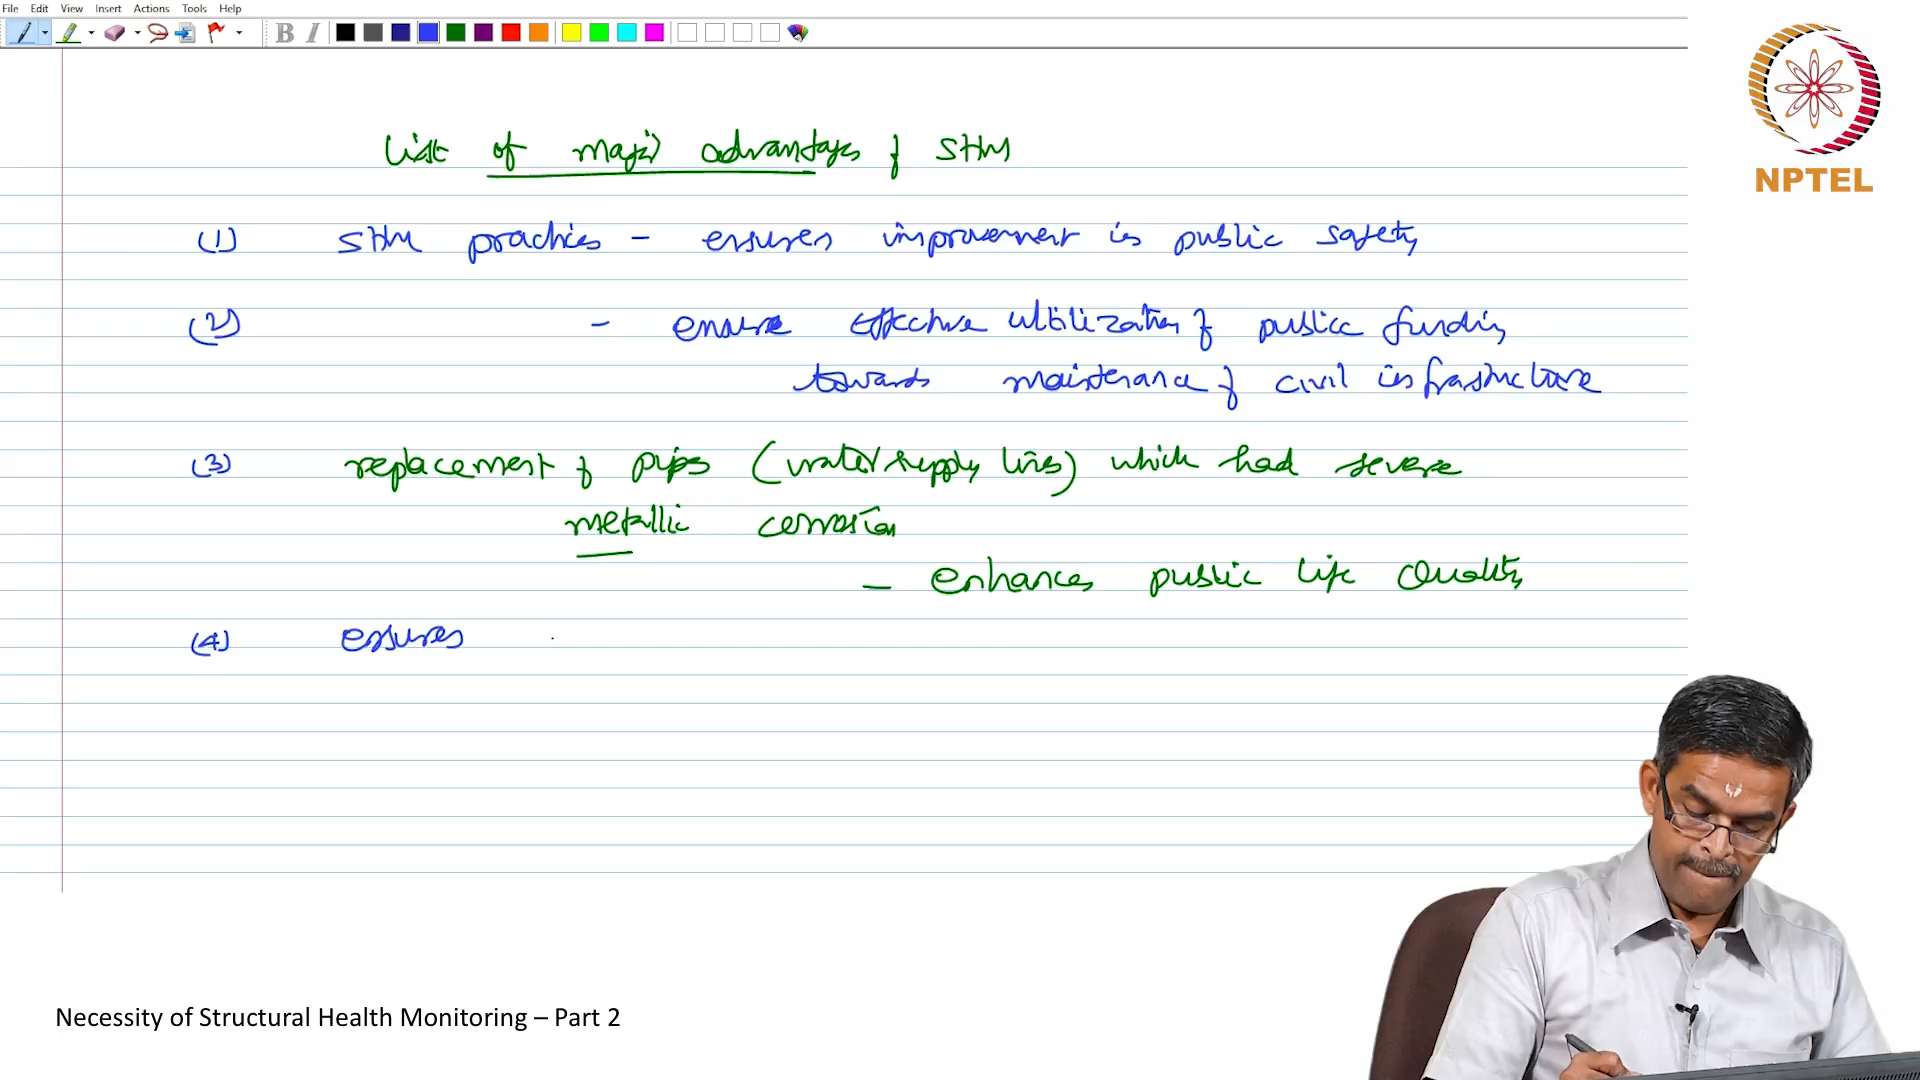 File Edit View Insert Actions Tools Help
B I
NPTEL
List of major advantages of SHM
(1) SHM practices - ensures improvement in public safety
(2) - ensure effective utilization of public funding
towards maintenance of civil infrastructure
(3) replacement of pipes (water supply lines) which had severe
metallic corrosion
- enhances public life quality
(4) ensures
Necessity of Structural Health Monitoring – Part 2